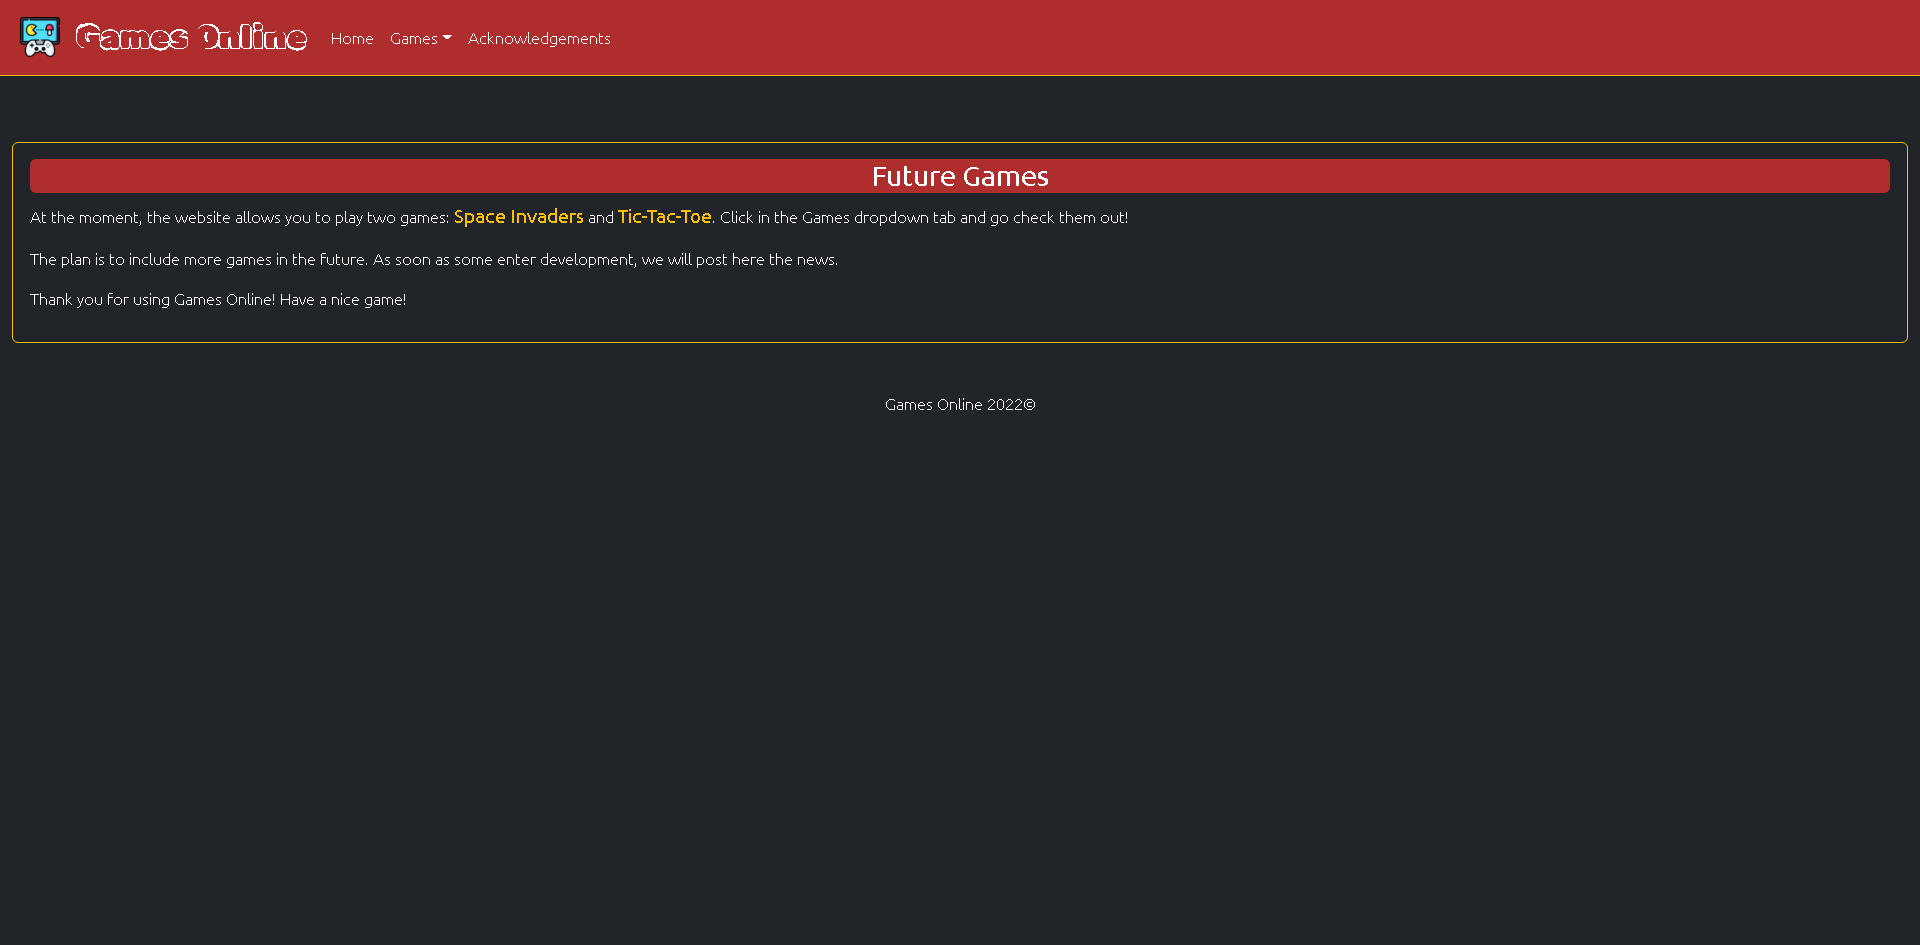 Games Online Home Games Acknowledgements
Future Games
At the moment, the website allows you to play two games: Space Invaders and Tic-Tac-Toe. Click in the Games dropdown tab and go check them out!
The plan is to include more games in the future. As soon as some enter development, we will post here the news.
Thank you for using Games Online! Have a nice game!
Games Online 2022©